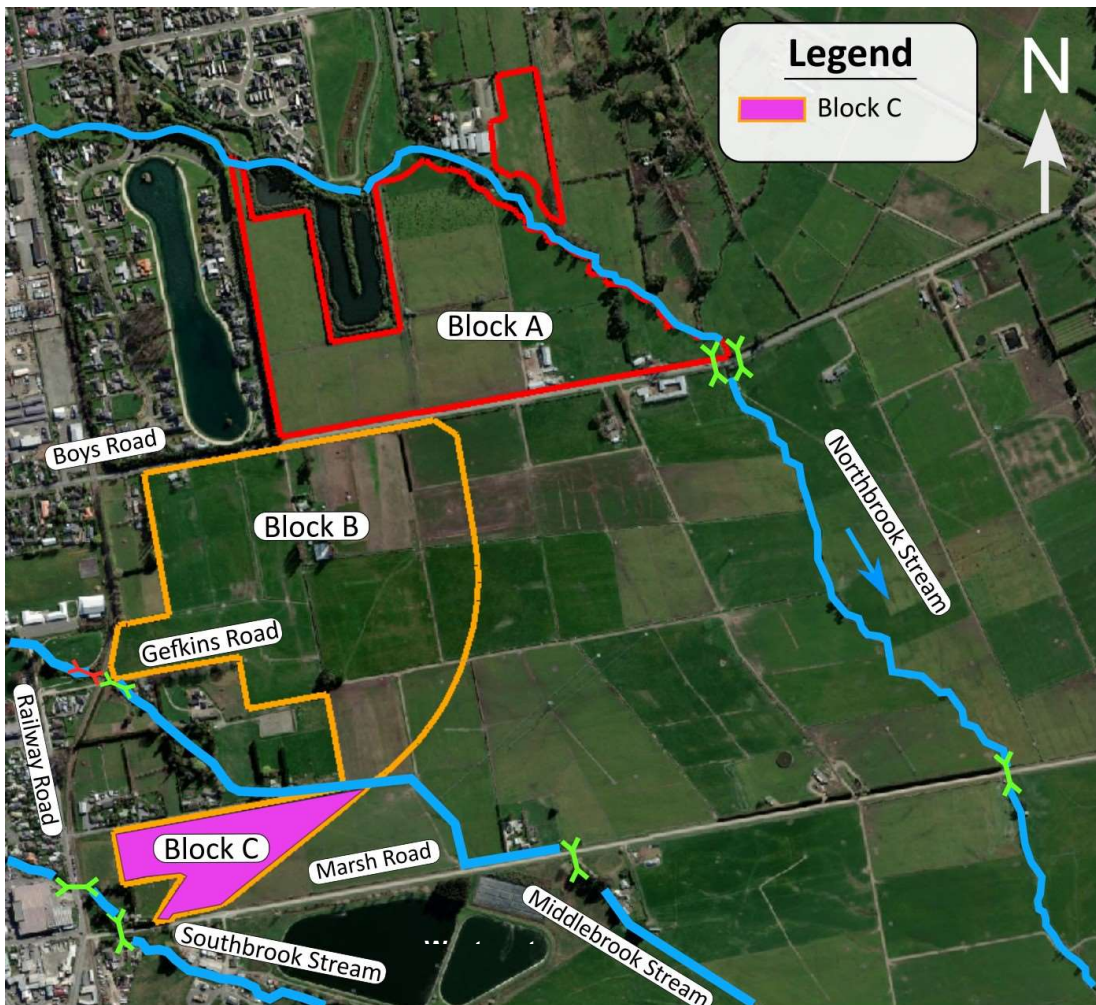 Legend
Block C
N
Block A
Boys Road
Block B
Northbrook Stream
Gefkins Road
Railway Road
Block C
Marsh Road
Middlebrook Stream
Southbrook Stream